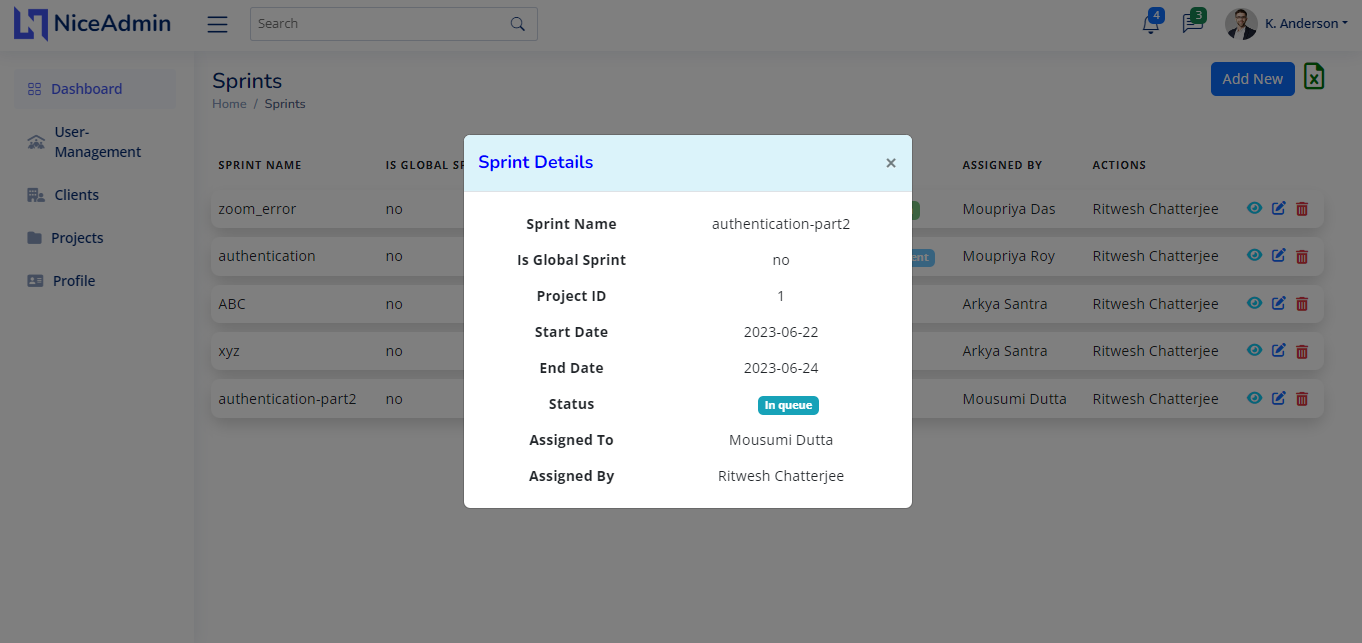 NiceAdmin
Search
4
3
K. Anderson
Dashboard
User-
Management
Clients
Projects
Profile
Sprints
Home / Sprints
Add New
SPRINT NAME IS GLOBAL ASSIGNED BY ACTIONS
zoom_error no Moupriya Das Ritwesh Chatterjee
authentication no Moupriya Roy Ritwesh Chatterjee
ABC no Arkya Santra Ritwesh Chatterjee
xyz no Arkya Santra Ritwesh Chatterjee
authentication-part2 no Mousumi Dutta Ritwesh Chatterjee
Sprint Details ×
Sprint Name authentication-part2
Is Global Sprint no
Project ID 1
Start Date 2023-06-22
End Date 2023-06-24
Status In queue
Assigned To Mousumi Dutta
Assigned By Ritwesh Chatterjee